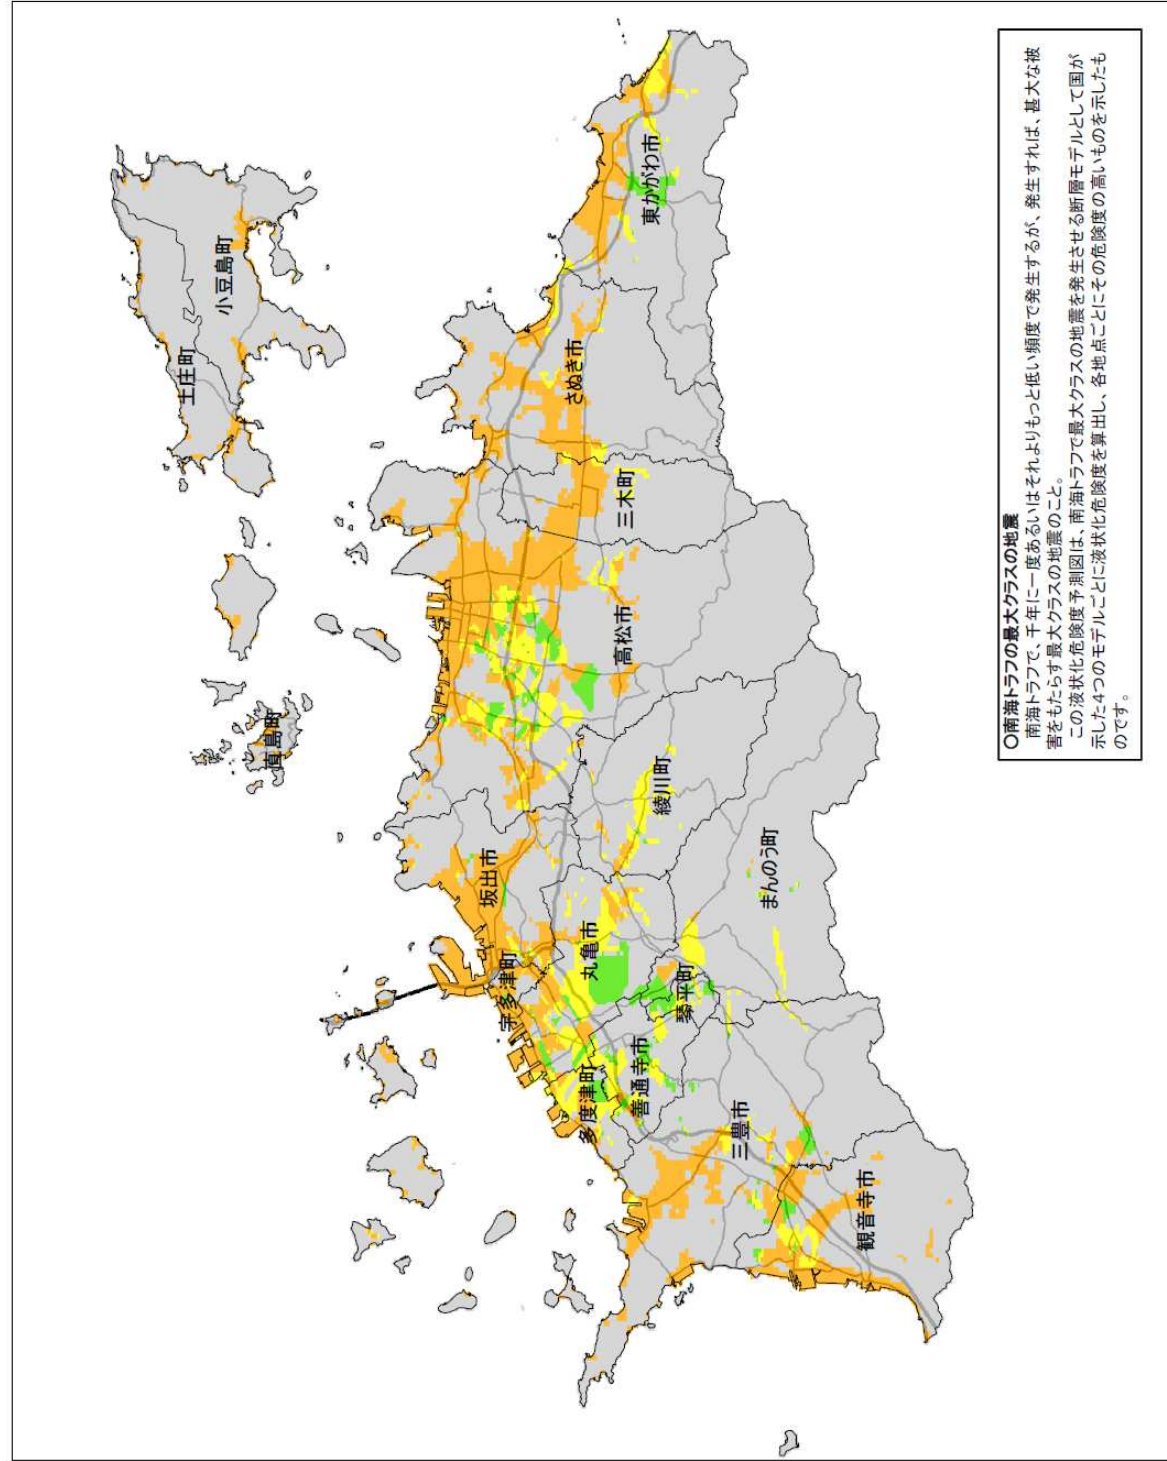 土庄町
小豆島町
直島町
東かがわ市
さぬき市
三木町
高松市
綾川町
坂出市
宇多津町
丸亀市
まんのう町
琴平町
善通寺市
多度津町
三豊市
観音寺市
〇南海トラフの最大クラスの地震
南海トラフで、千年に一度あるいはそれよりもっと低い頻度で発生するが、発生すれば、甚大な被
害をもたらす最大クラスの地震のこと。
この液状化危険度予測図は、南海トラフで最大クラスの地震を発生させる断層モデルとして国が
示した4つのモデルごとに液状化危険度を算出し、各地点ごとにその危険度の高いものを示したも
のです。